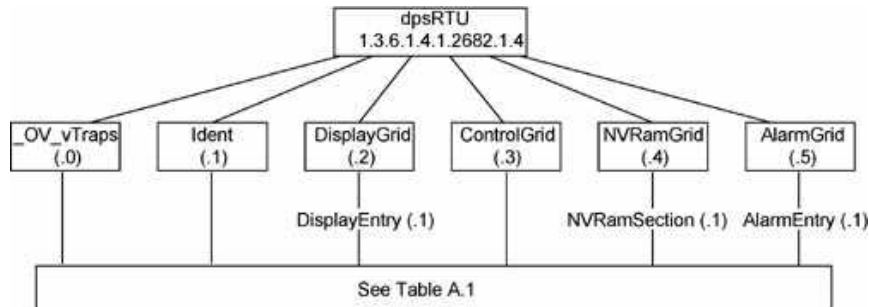 dpsRTU
1.3.6.1.4.1.2682.1.4
_OV_vTraps
(.0)
Ident
(.1)
DisplayGrid
(.2)
ControlGrid
(.3)
NVRamGrid
(.4)
AlarmGrid
(.5)
DisplayEntry (.1)
NVRamSection (.1)
AlarmEntry (.1)
See Table A.1